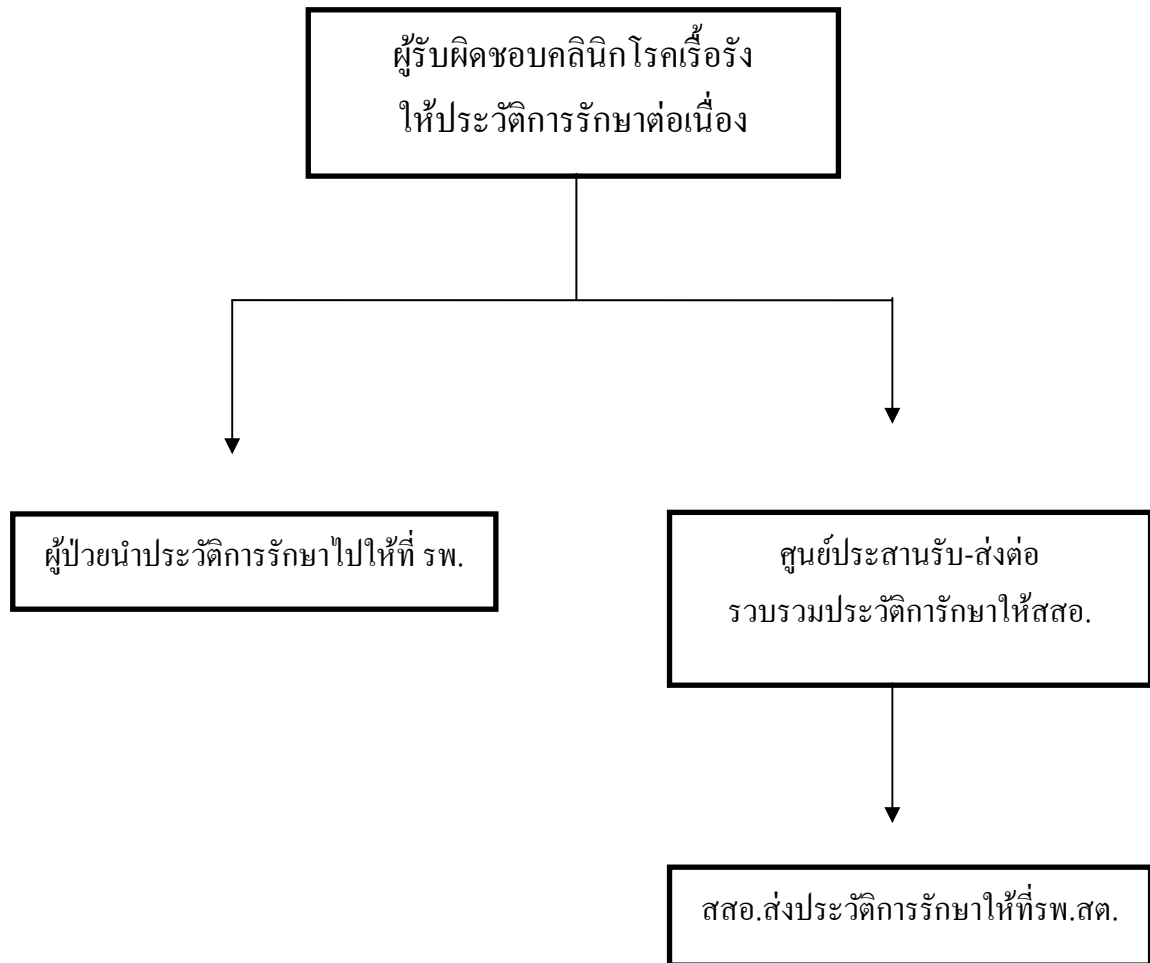 ผู้รับผิดชอบคลินิกโรคเรื้อรัง
ให้ประวัติการรักษาต่อเนื่อง
ผู้ป่วยนำประวัติการรักษาไปให้ที่ รพ.
ศูนย์ประสานรับ-ส่งต่อ
รวบรวมประวัติการักษาให้สสอ.
สสอ.ส่งประวัติการรักษาให้ที่รพ.สต.